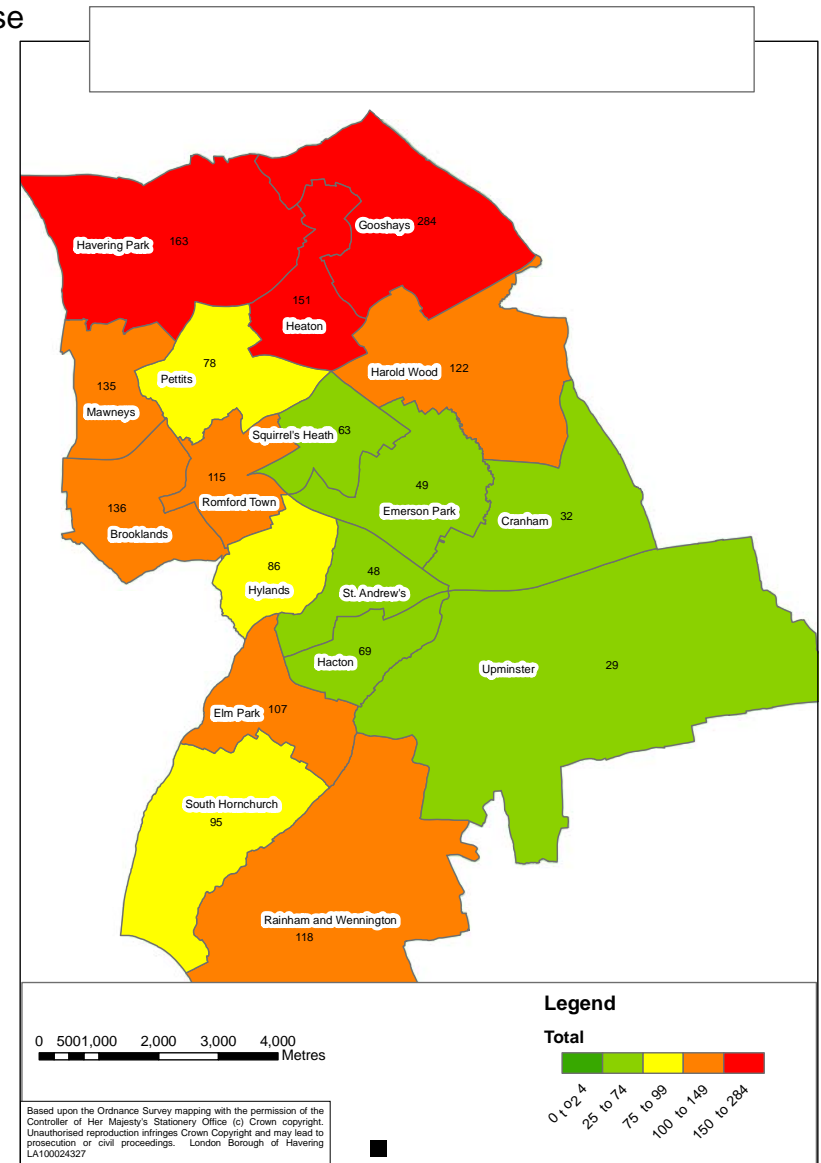 se
Gooshays 284
Havering Park 163
151
Heaton
78
Pettits
Harold Wood 122
135
Mawneys
Squirrel's Heath 63
115
Romford Town
49
Emerson Park
136
Brooklands
Cranham 32
86
Hylands
48
St. Andrew's
Hacton 69
Upminster 29
Elm Park 107
South Hornchurch
95
Rainham and Wennington
118
Legend
Total
0 5001,000 2,000 3,000 4,000
Metres
0 to2 4
25 to 74
75 to 99
100 to 149
150 to 284
Based upon the Ordnance Survey mapping with the permission of the
Controller of Her Majesty's Stationery Office (c) Crown copyright.
Unauthorised reproduction infringes Crown Copyright and may lead to
prosecution or civil proceedings. London Borough of Havering
LA100024327